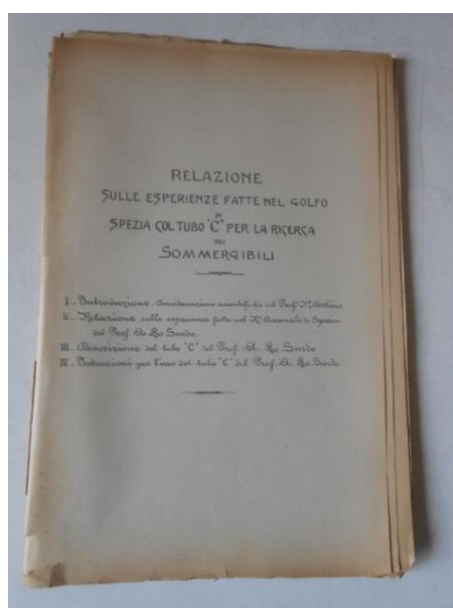 RELAZIONE
SULLE ESPERIENZE FATTE NEL GOLFO
DI
SPEZIA COL TUBO "C" PER LA RICERCA
DEI
SOMMERGIBILI
I. Introduzione. Considerazioni scientifiche del Prof.
II. Relazione sulle esperienze fatte nel R. Arsenale di Spezia
del Prof. A. Lo Surdo
III. Descrizione del tubo "C" del Prof. A. Lo Surdo
IV. Istruzioni per l'uso del tubo "C" del Prof. A. Lo Surdo